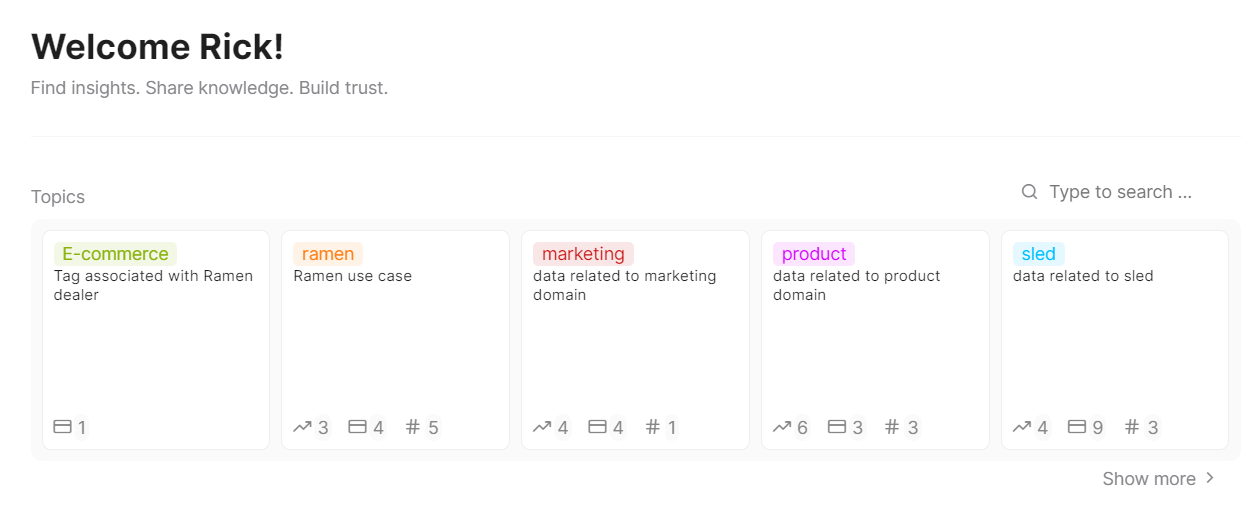 Welcome Rick!
Find insights. Share knowledge. Build trust.
Topics
Type to search ...
E-commerce
Tag associated with Ramen
dealer
1
ramen
Ramen use case
3 4 # 5
marketing
data related to marketing
domain
4 4 # 1
product
data related to product
domain
6 3 # 3
sled
data related to sled
4 9 # 3
Show more